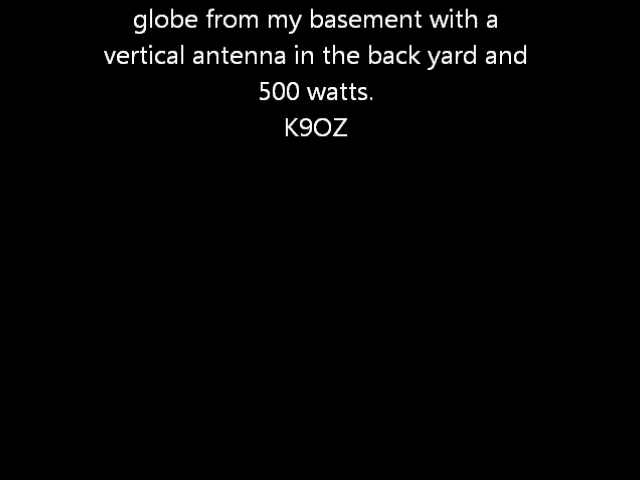 globe from my basement with a
vertical antenna in the back yard and
500 watts.
K9OZ